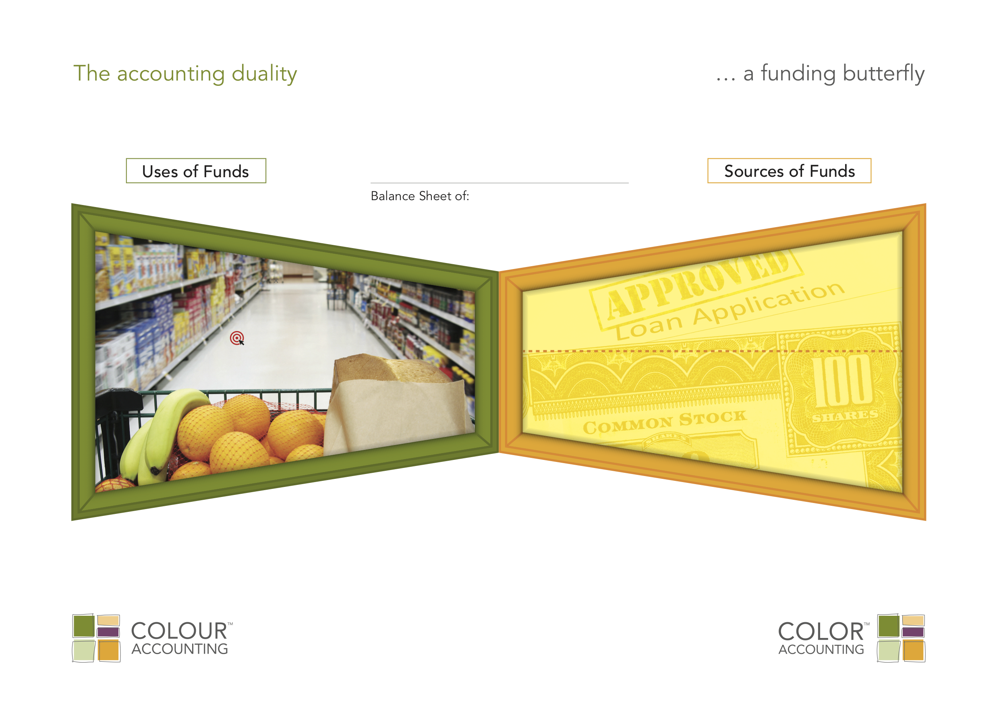 The accounting duality
... a funding butterfly
Uses of Funds
Sources of Funds
Balance Sheet of:
APPROVED
Loan Application
100
SHARES
COMMON STOCK
SHARES
COLOUR™
ACCOUNTING
COLOR™
ACCOUNTING